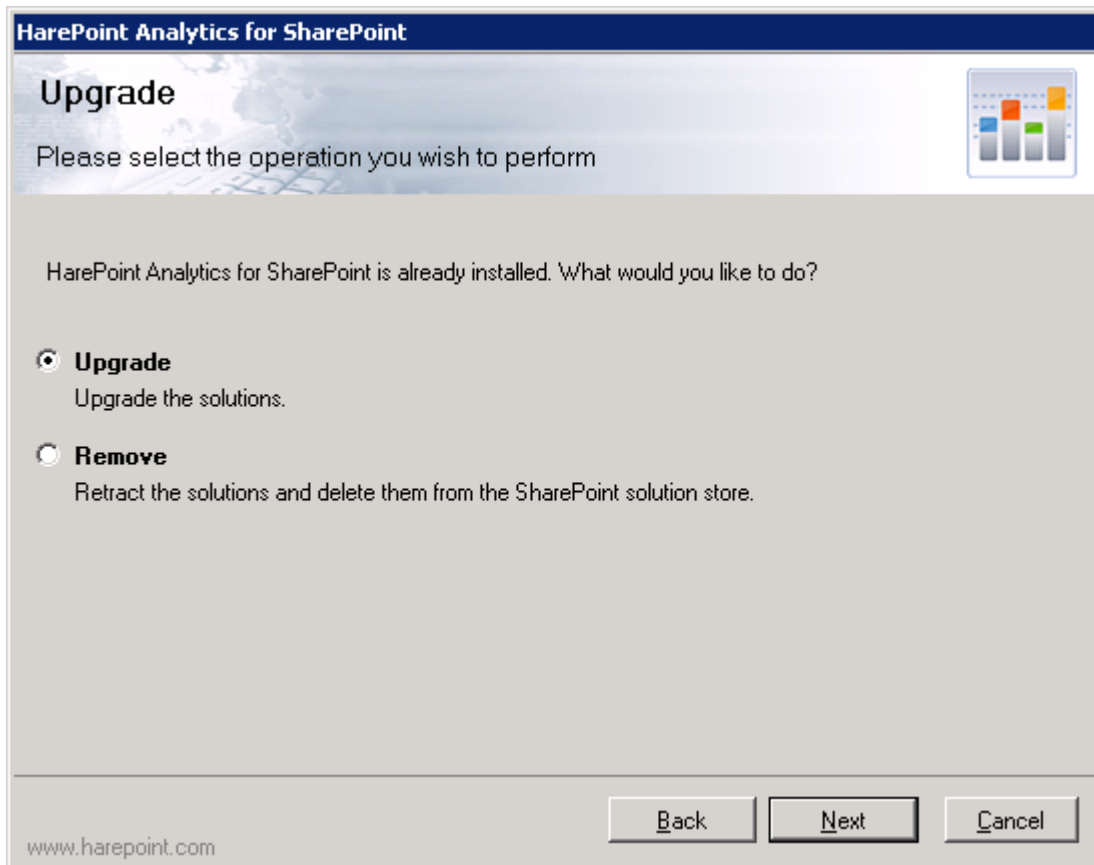 HarePoint Analytics for SharePoint
Upgrade
Please select the operation you wish to perform
HarePoint Analytics for SharePoint is already installed. What would you like to do?
Upgrade
Upgrade the solutions.
Remove
Retract the solutions and delete them from the SharePoint solution store.
Back Next Cancel
www.harepoint.com